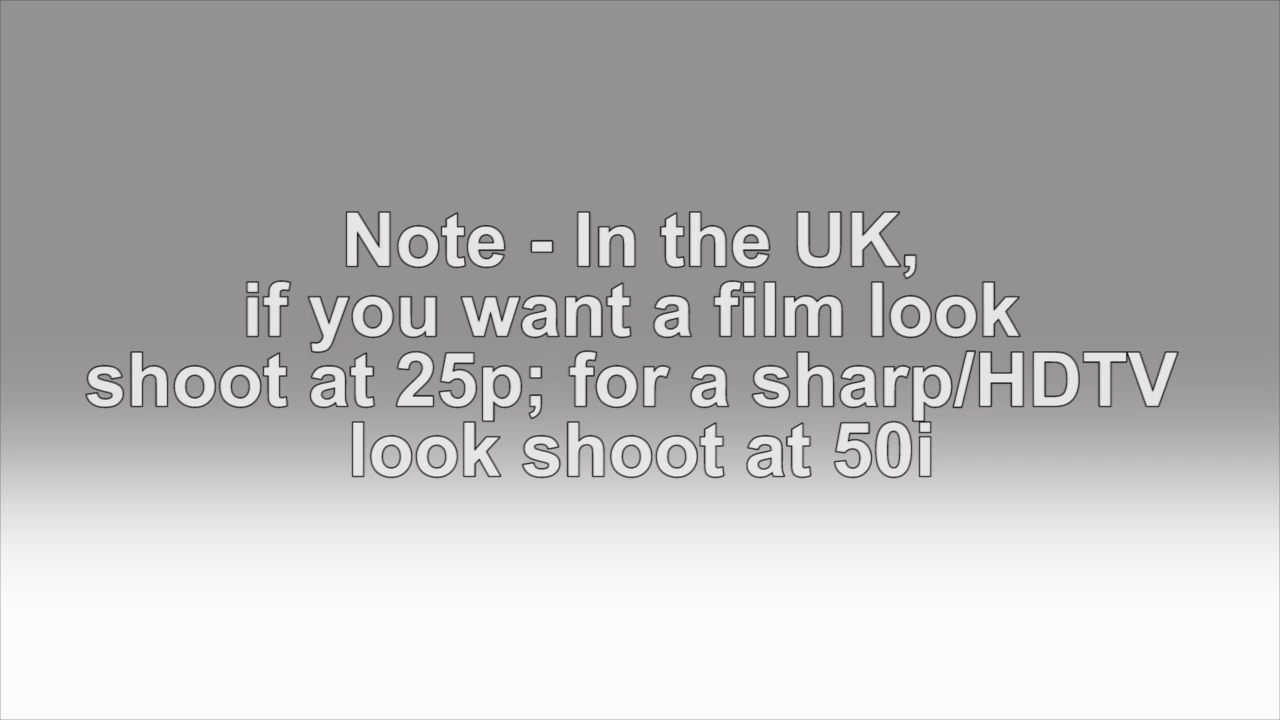 Note - In the UK,
if you want a film look
shoot at 25p; for a sharp/HDTV
look shoot at 50i